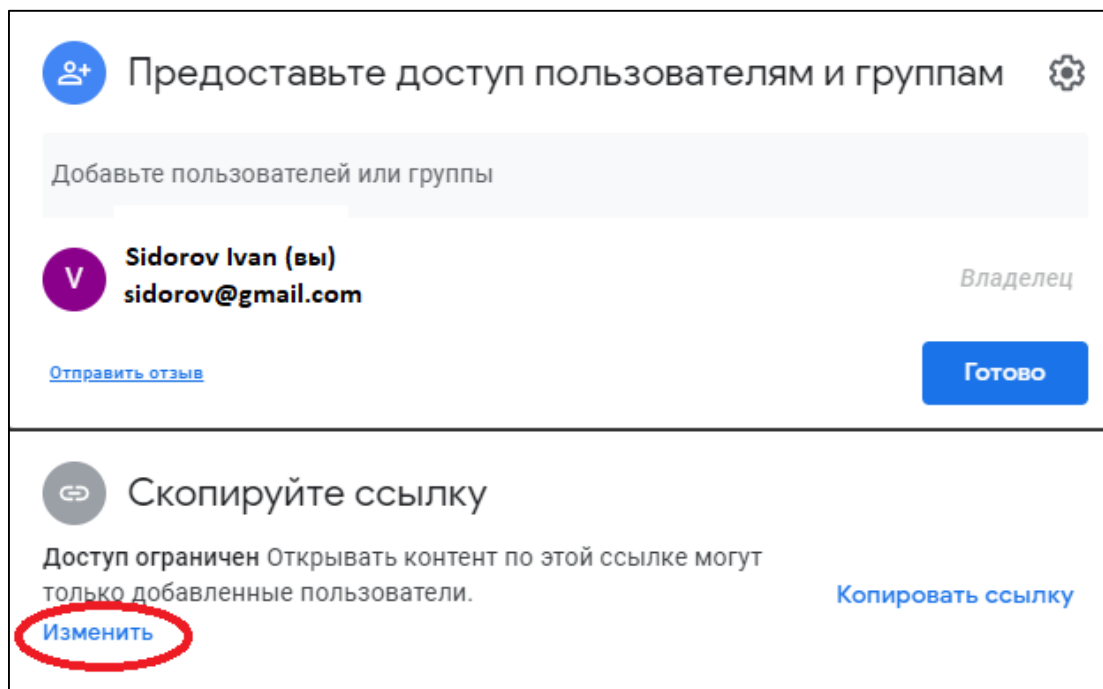 Предоставьте доступ пользователям и группам
Добавьте пользователей или группы
V
Sidorov Ivan (вы)
sidorov@gmail.com
Владелец
Отправить отзыв
Готово
Скопируйте ссылку
Доступ ограничен Открывать контент по этой ссылке могут
только добавленные пользователи.
Копировать ссылку
Изменить